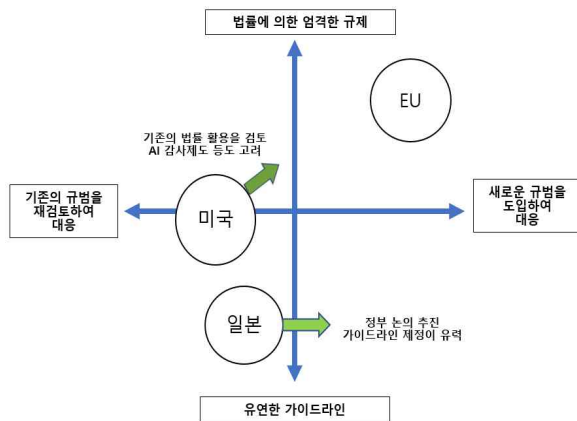 법률에 의한 엄격한 규제
EU
기존의 법률 활용을 검토
AI 감사제도 등도 고려
기존의 규범을
재검토하여
대응
미국
새로운 규범을
도입하여
대응
일본
정부 논의 추진
가이드라인 제정이 유력
유연한 가이드라인